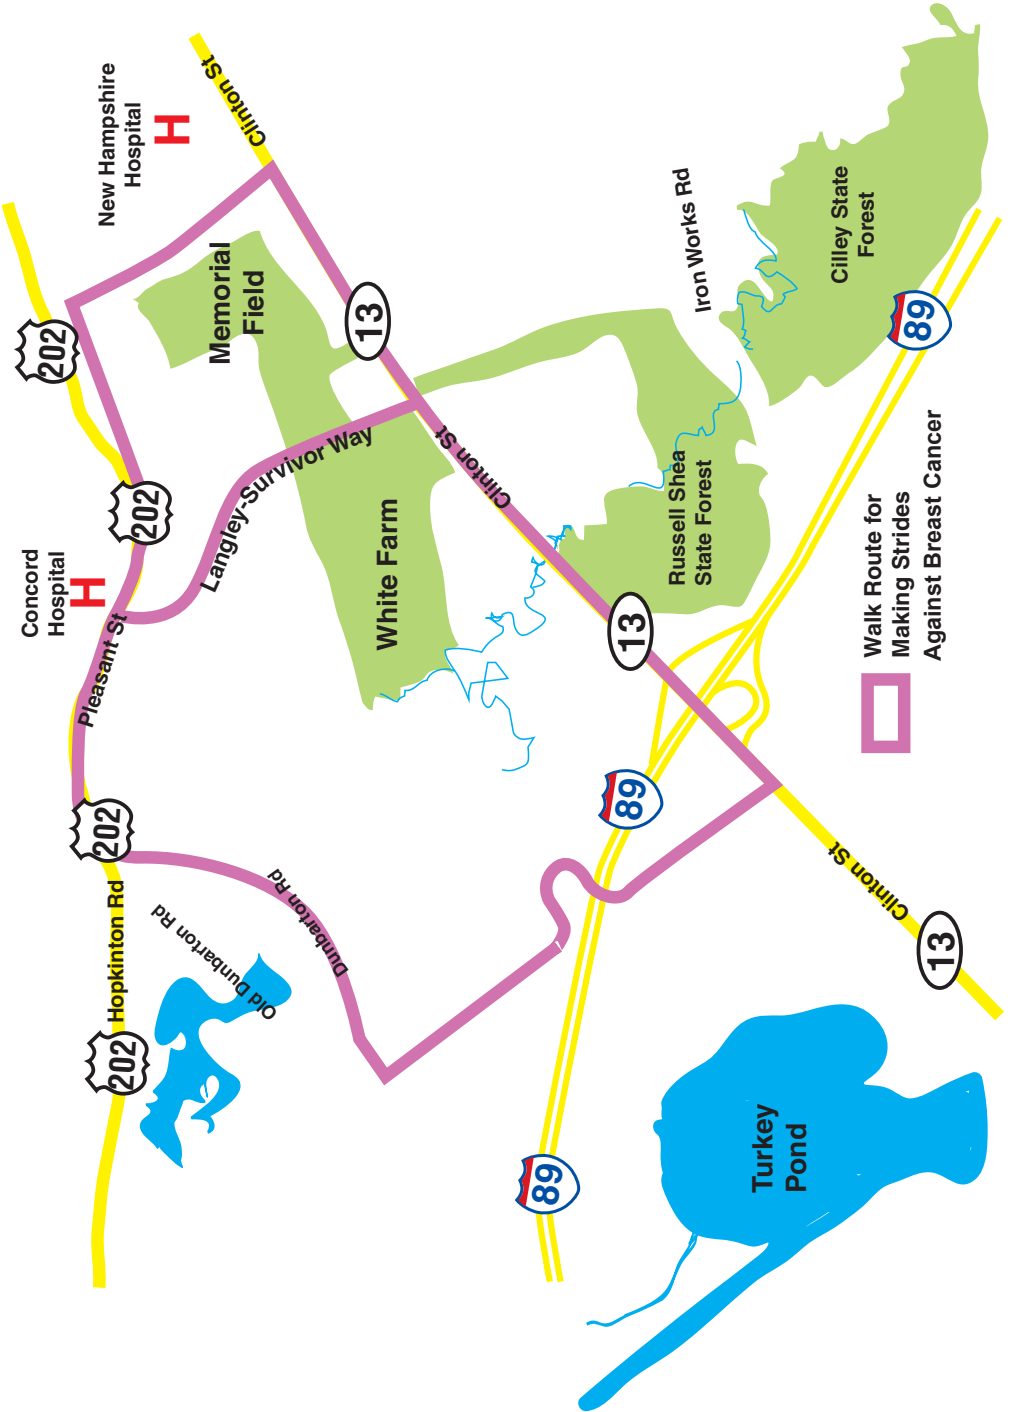 New Hampshire
Hospital
H
Clinton St
202
Memorial
Field
13
202
Concord
Hospital
H
Pleasant St
Langley-Survivor Way
White Farm
Clinton St
Iron Works Rd
Cilley State
Forest
89
Russell Shea
State Forest
13
202
Hopkinton Rd
202
Old Dunbarton Rd
Dunbarton Rd
89
Clinton St
13
89
Turkey
Pond
Walk Route for
Making Strides
Against Breast Cancer